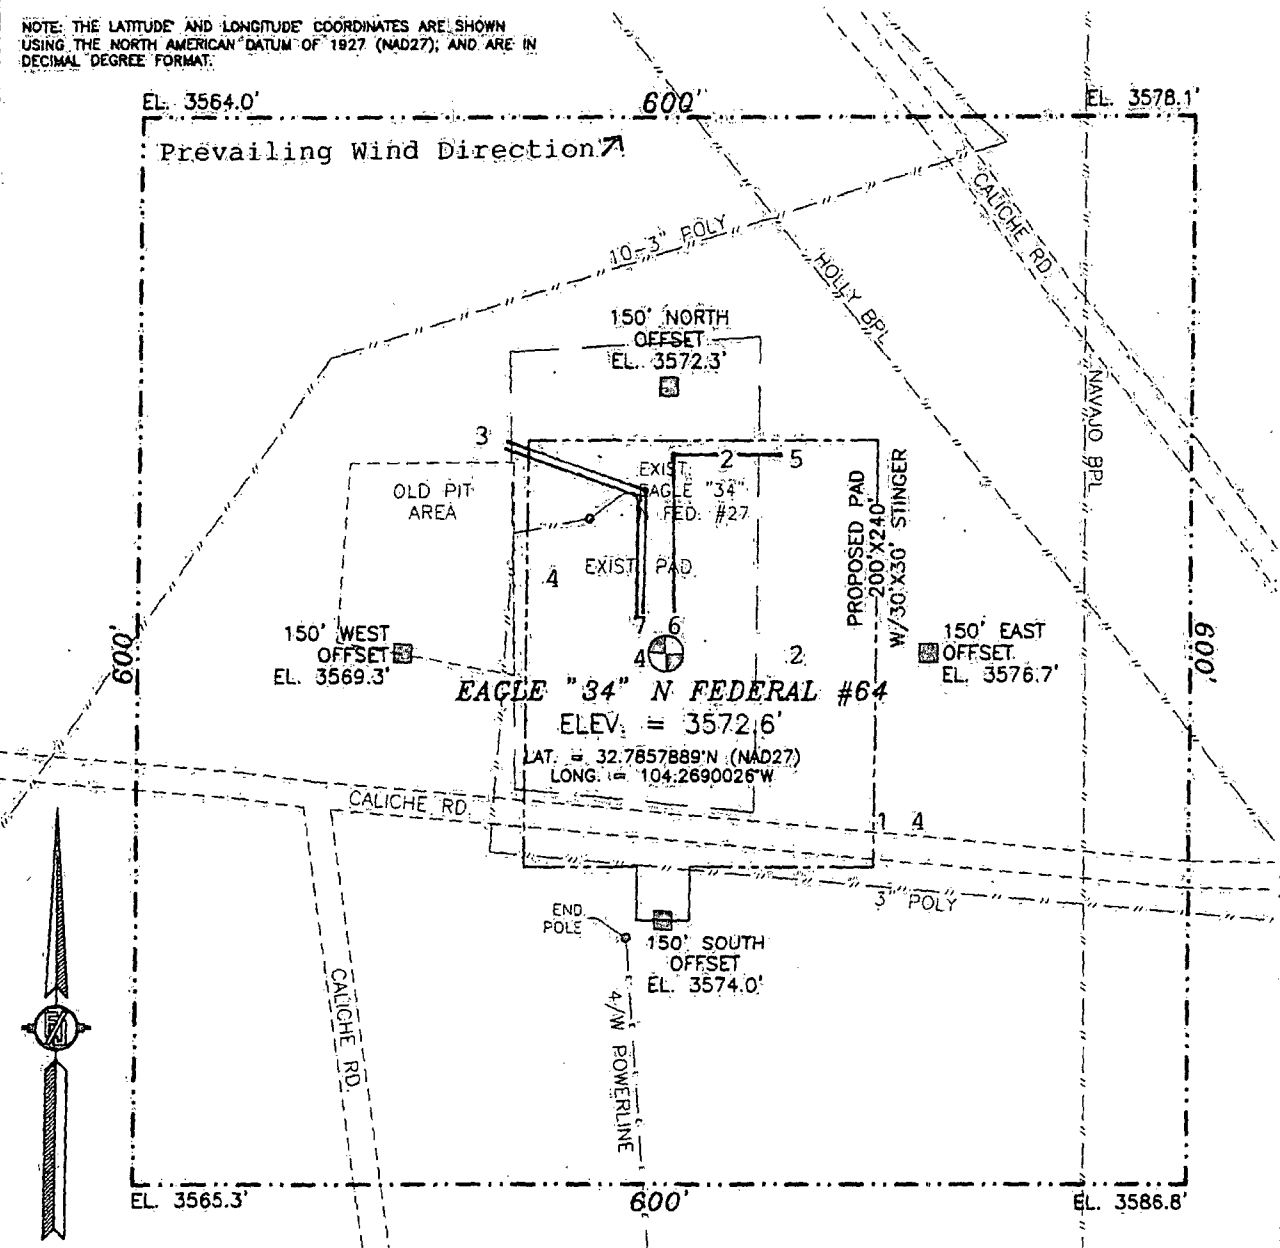 NOTE: THE LATITUDE AND LONGITUDE COORDINATES ARE SHOWN
USING THE NORTH AMERICAN DATUM OF 1927 (NAD27); AND ARE IN
DECIMAL DEGREE FORMAT.
EL. 3564.0'
600'
EL. 3578.1'
Prevailing Wind Direction
CALICHE RD.
10-3" POLY
HOLLY BPL
150' NORTH
OFFSET
EL. 3572.3'
NAVAJO BPL
3
2
5
EXIST.
EAGLE "34"
FED. #27
OLD PIT
AREA
PROPOSED PAD
200'X240'
W/30'X30' STINGER
EXIST. PAD
4
7
6
600'
150' WEST
OFFSET
EL. 3569.3'
4
2
150' EAST
OFFSET
EL. 3576.7'
600'
EAGLE "34" N FEDERAL #64
ELEV. = 3572.6'
LAT. = 32.7857889°N (NAD27)
LONG. = 104.2690026°W
CALICHE RD.
1
4
3" POLY
END
POLE
150' SOUTH
OFFSET
EL. 3574.0'
CALICHE RD.
4/W POWERLINE
EL. 3565.3'
600'
EL. 3586.8'